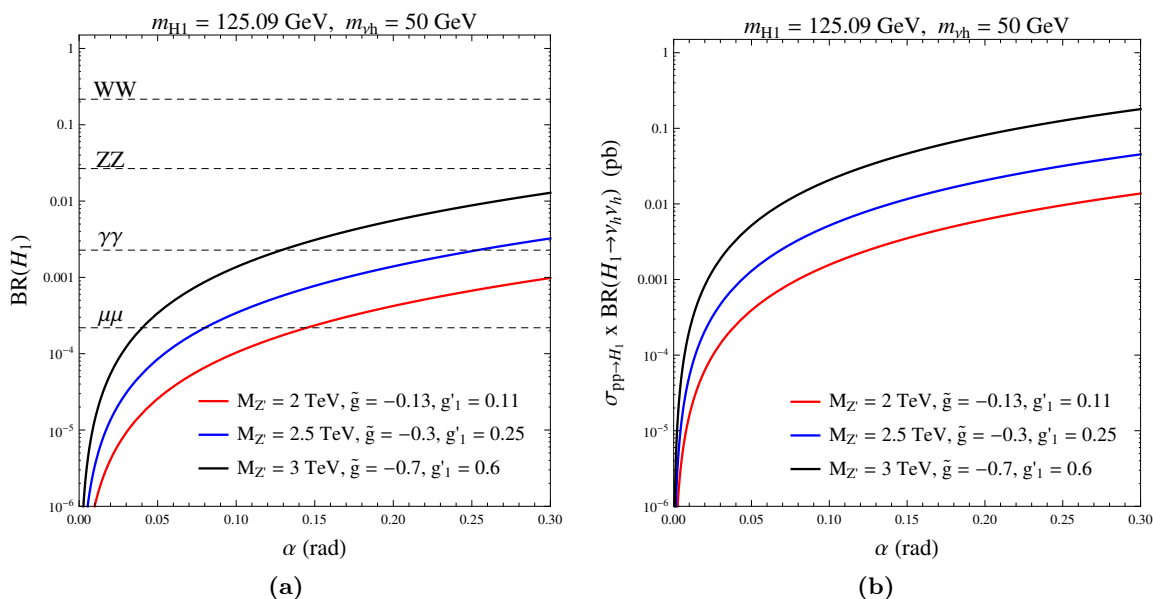 m_H1 = 125.09 GeV, m_νh = 50 GeV
1
0.1
0.01
0.001
10^−4
10^−5
10^−6
BR(H_1)
WW
ZZ
γγ
μμ
M_Z' = 2 TeV, g̃ = −0.13, g'_1 = 0.11
M_Z' = 2.5 TeV, g̃ = −0.3, g'_1 = 0.25
M_Z' = 3 TeV, g̃ = −0.7, g'_1 = 0.6
0.00 0.05 0.10 0.15 0.20 0.25 0.30
α (rad)
(a)
m_H1 = 125.09 GeV, m_νh = 50 GeV
1
0.1
0.01
0.001
10^−4
10^−5
10^−6
σ_pp→H_1 x BR(H_1→ν_h ν_h) (pb)
M_Z' = 2 TeV, g̃ = −0.13, g'_1 = 0.11
M_Z' = 2.5 TeV, g̃ = −0.3, g'_1 = 0.25
M_Z' = 3 TeV, g̃ = −0.7, g'_1 = 0.6
0.00 0.05 0.10 0.15 0.20 0.25 0.30
α (rad)
(b)